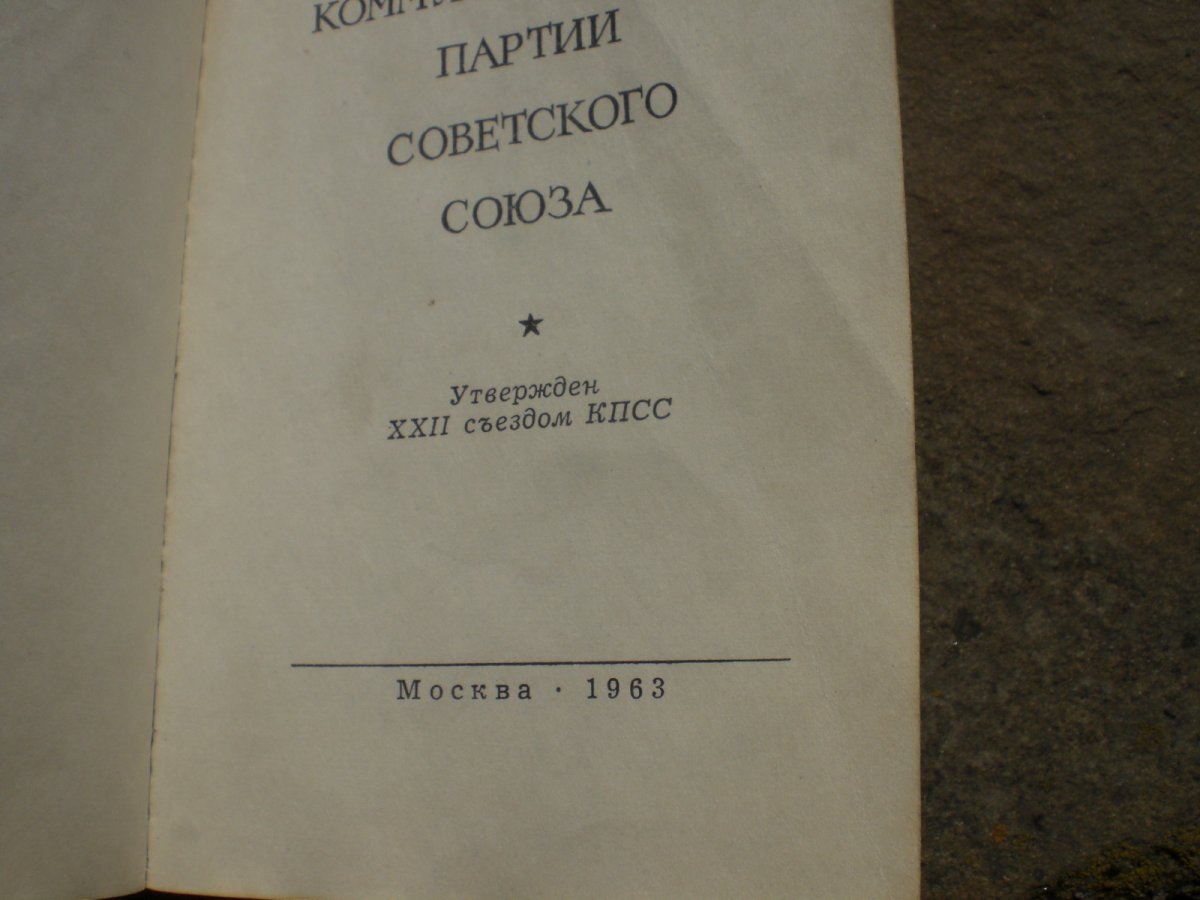 ПАРТИИ
СОВЕТСКОГО
СОЮЗА
Утвержден
XXII съездом КПСС
Москва · 1963